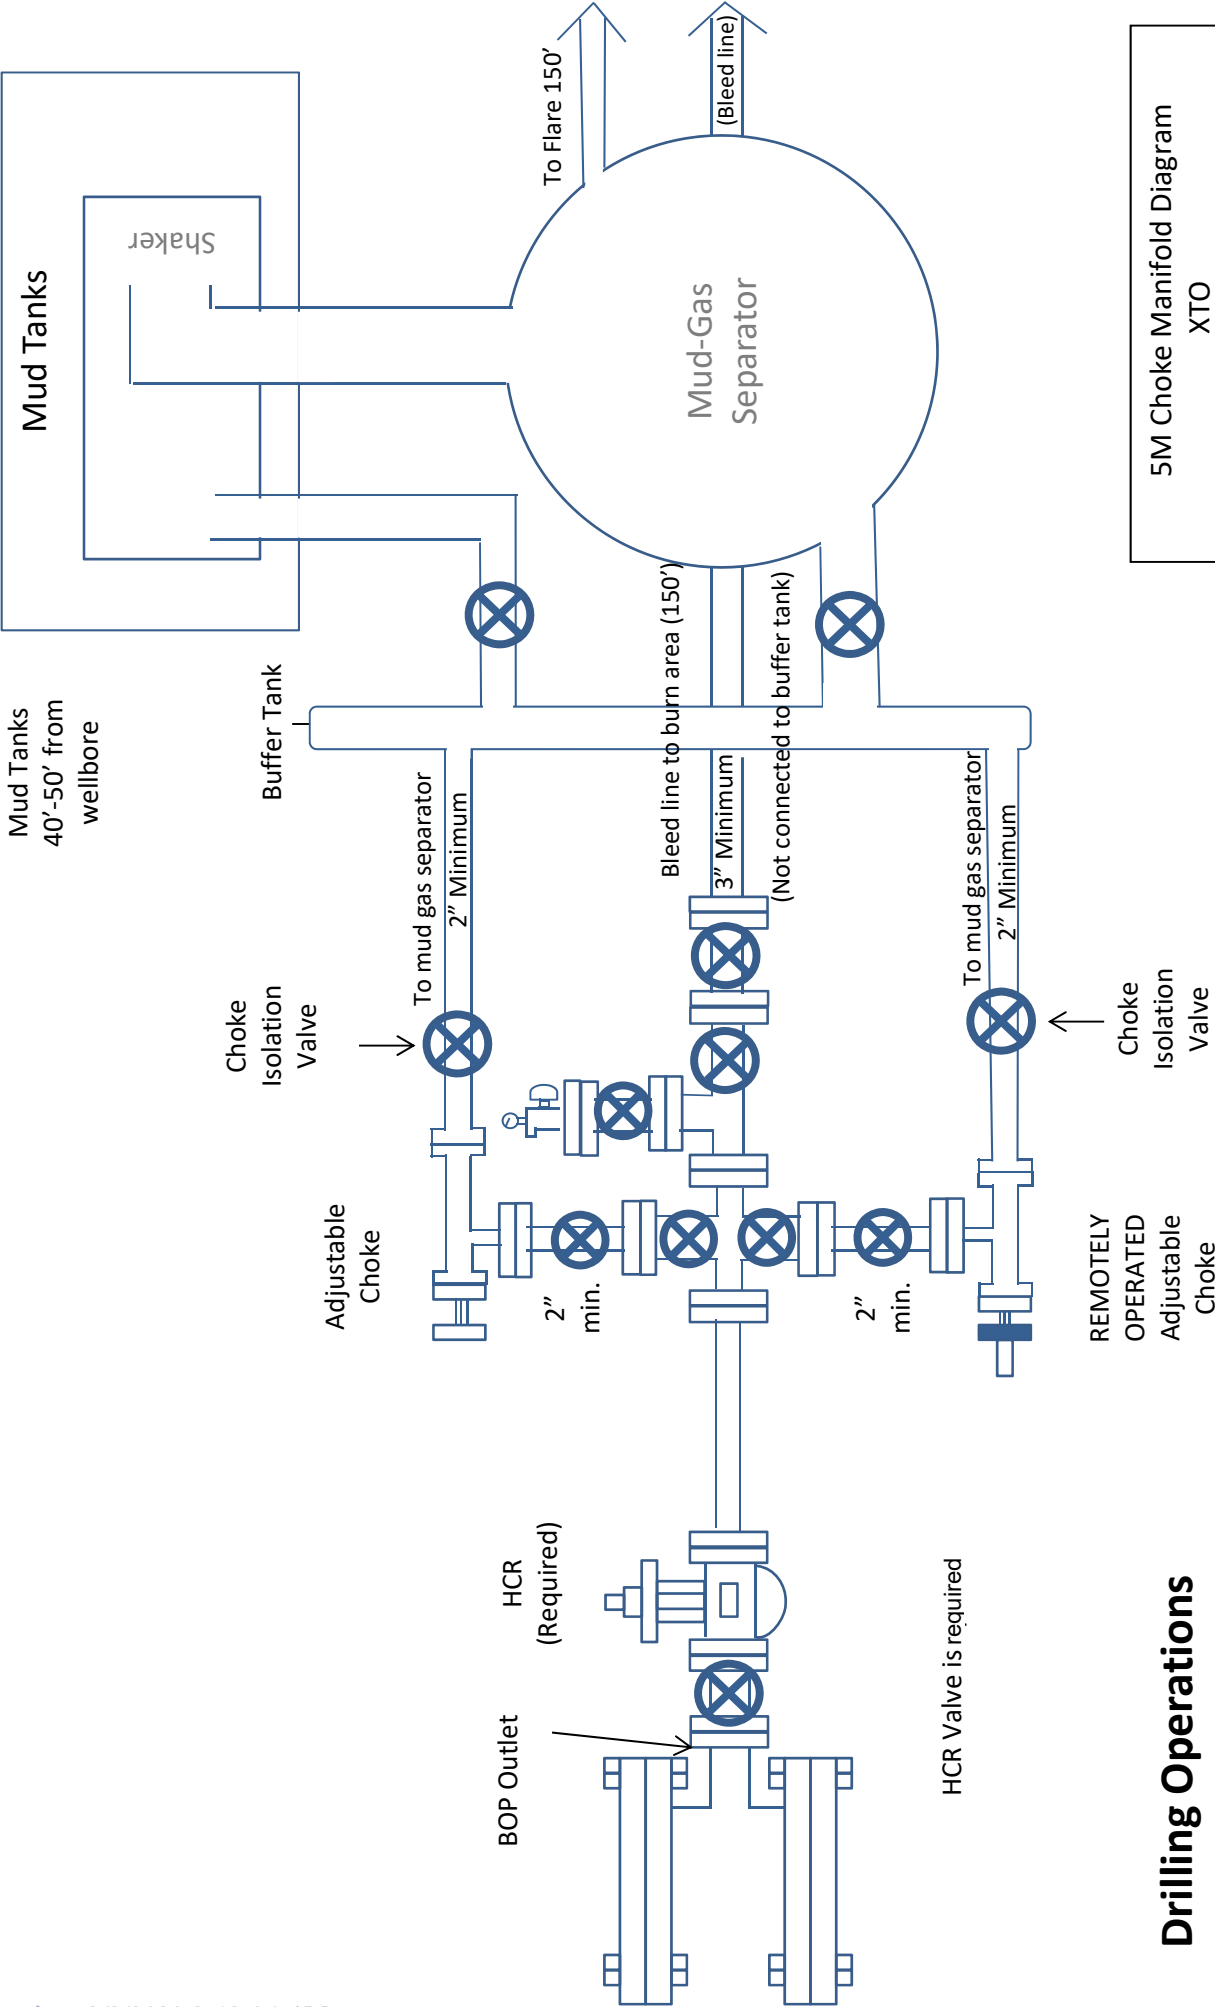 Drilling Operations
5M Choke Manifold Diagram
XTO
Mud Tanks
40’-50’ from
wellbore
Mud Tanks
Shaker
Buffer Tank
Choke
Isolation
Valve
Adjustable
Choke
To mud gas separator
2” Minimum
To Flare 150’
(Bleed line)
Mud-Gas
Separator
BOP Outlet
HCR
(Required)
2”
min.
Bleed line to burn area (150’)
3” Minimum
(Not connected to buffer tank)
2”
min.
HCR Valve is required
To mud gas separator
2” Minimum
REMOTELY
OPERATED
Adjustable
Choke
Choke
Isolation
Valve